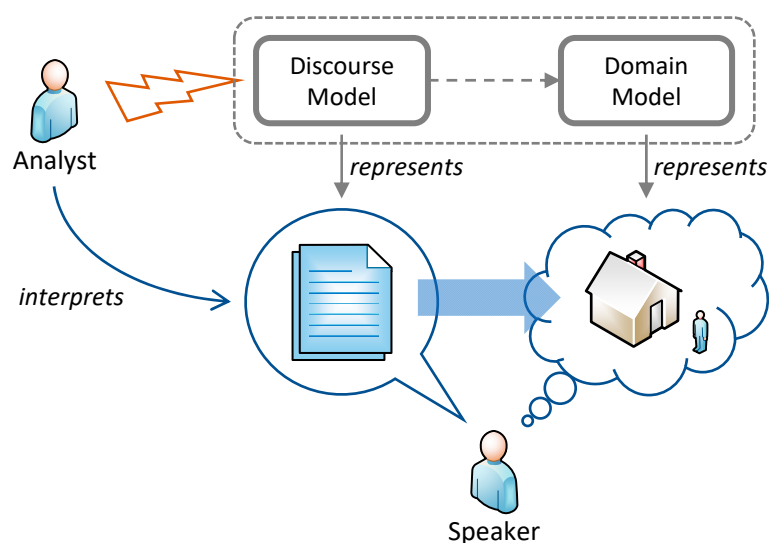 Discourse
Model
Domain
Model
Analyst
represents
represents
interprets
Speaker